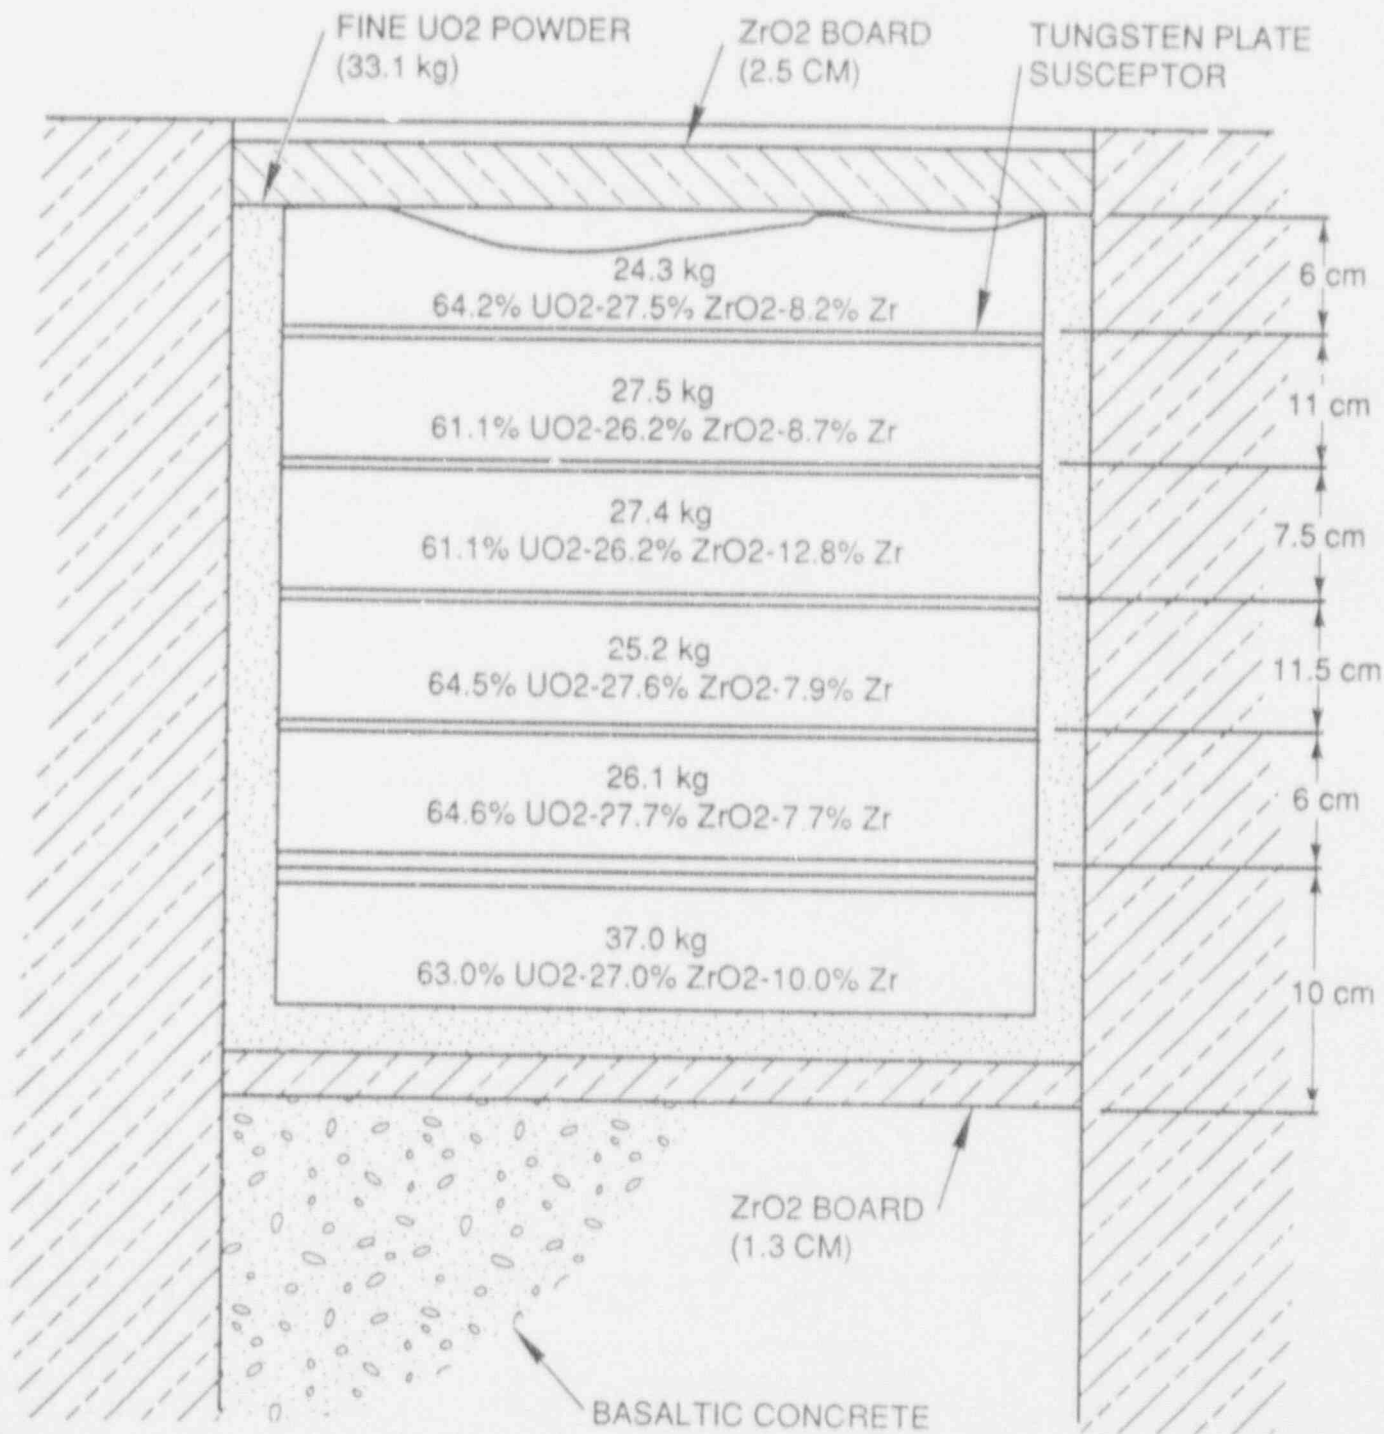 FINE UO2 POWDER
(33.1 kg)
ZrO2 BOARD
(2.5 CM)
TUNGSTEN PLATE
SUSCEPTOR
24.3 kg
64.2% UO2-27.5% ZrO2-8.2% Zr
6 cm
27.5 kg
61.1% UO2-26.2% ZrO2-8.7% Zr
11 cm
27.4 kg
61.1% UO2-26.2% ZrO2-12.8% Zr
7.5 cm
25.2 kg
64.5% UO2-27.6% ZrO2-7.9% Zr
11.5 cm
26.1 kg
64.6% UO2-27.7% ZrO2-7.7% Zr
6 cm
37.0 kg
63.0% UO2-27.0% ZrO2-10.0% Zr
10 cm
ZrO2 BOARD
(1.3 CM)
BASALTIC CONCRETE